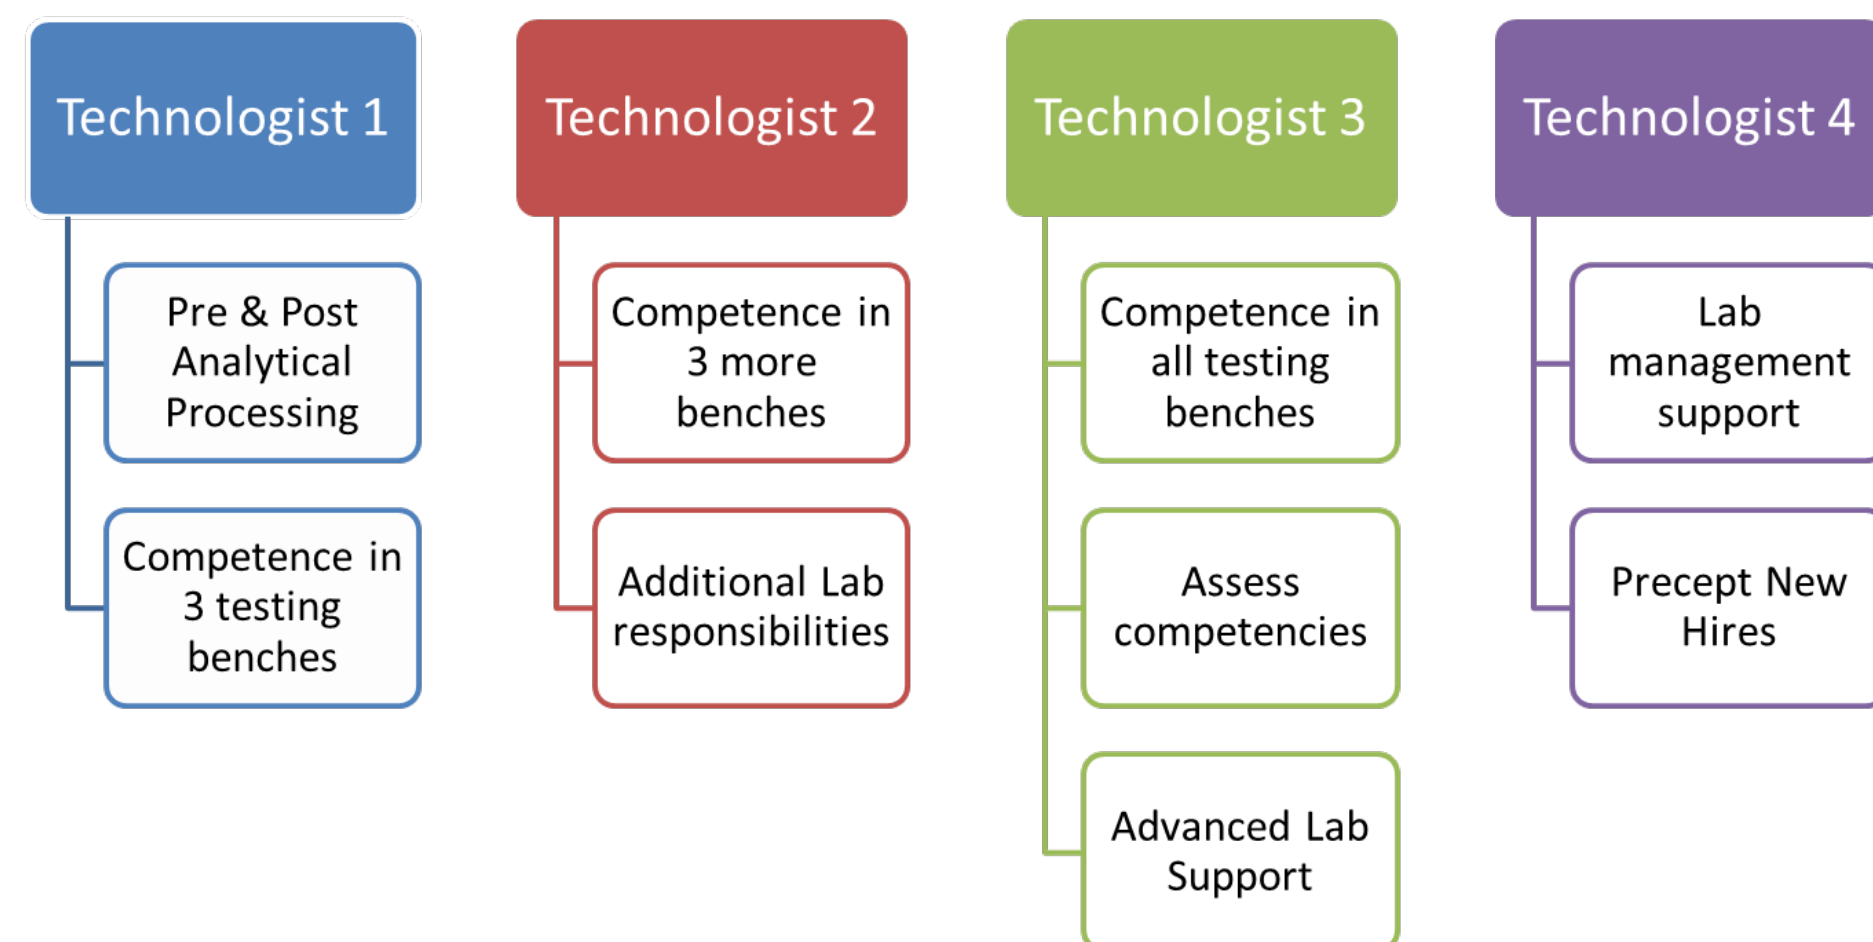 Technologist 1
Pre & Post
Analytical
Processing
Competence in
3 testing
benches
Technologist 2
Competence in
3 more
benches
Additional Lab
responsibilities
Technologist 3
Competence in
all testing
benches
Assess
competencies
Advanced Lab
Support
Technologist 4
Lab
management
support
Precept New
Hires